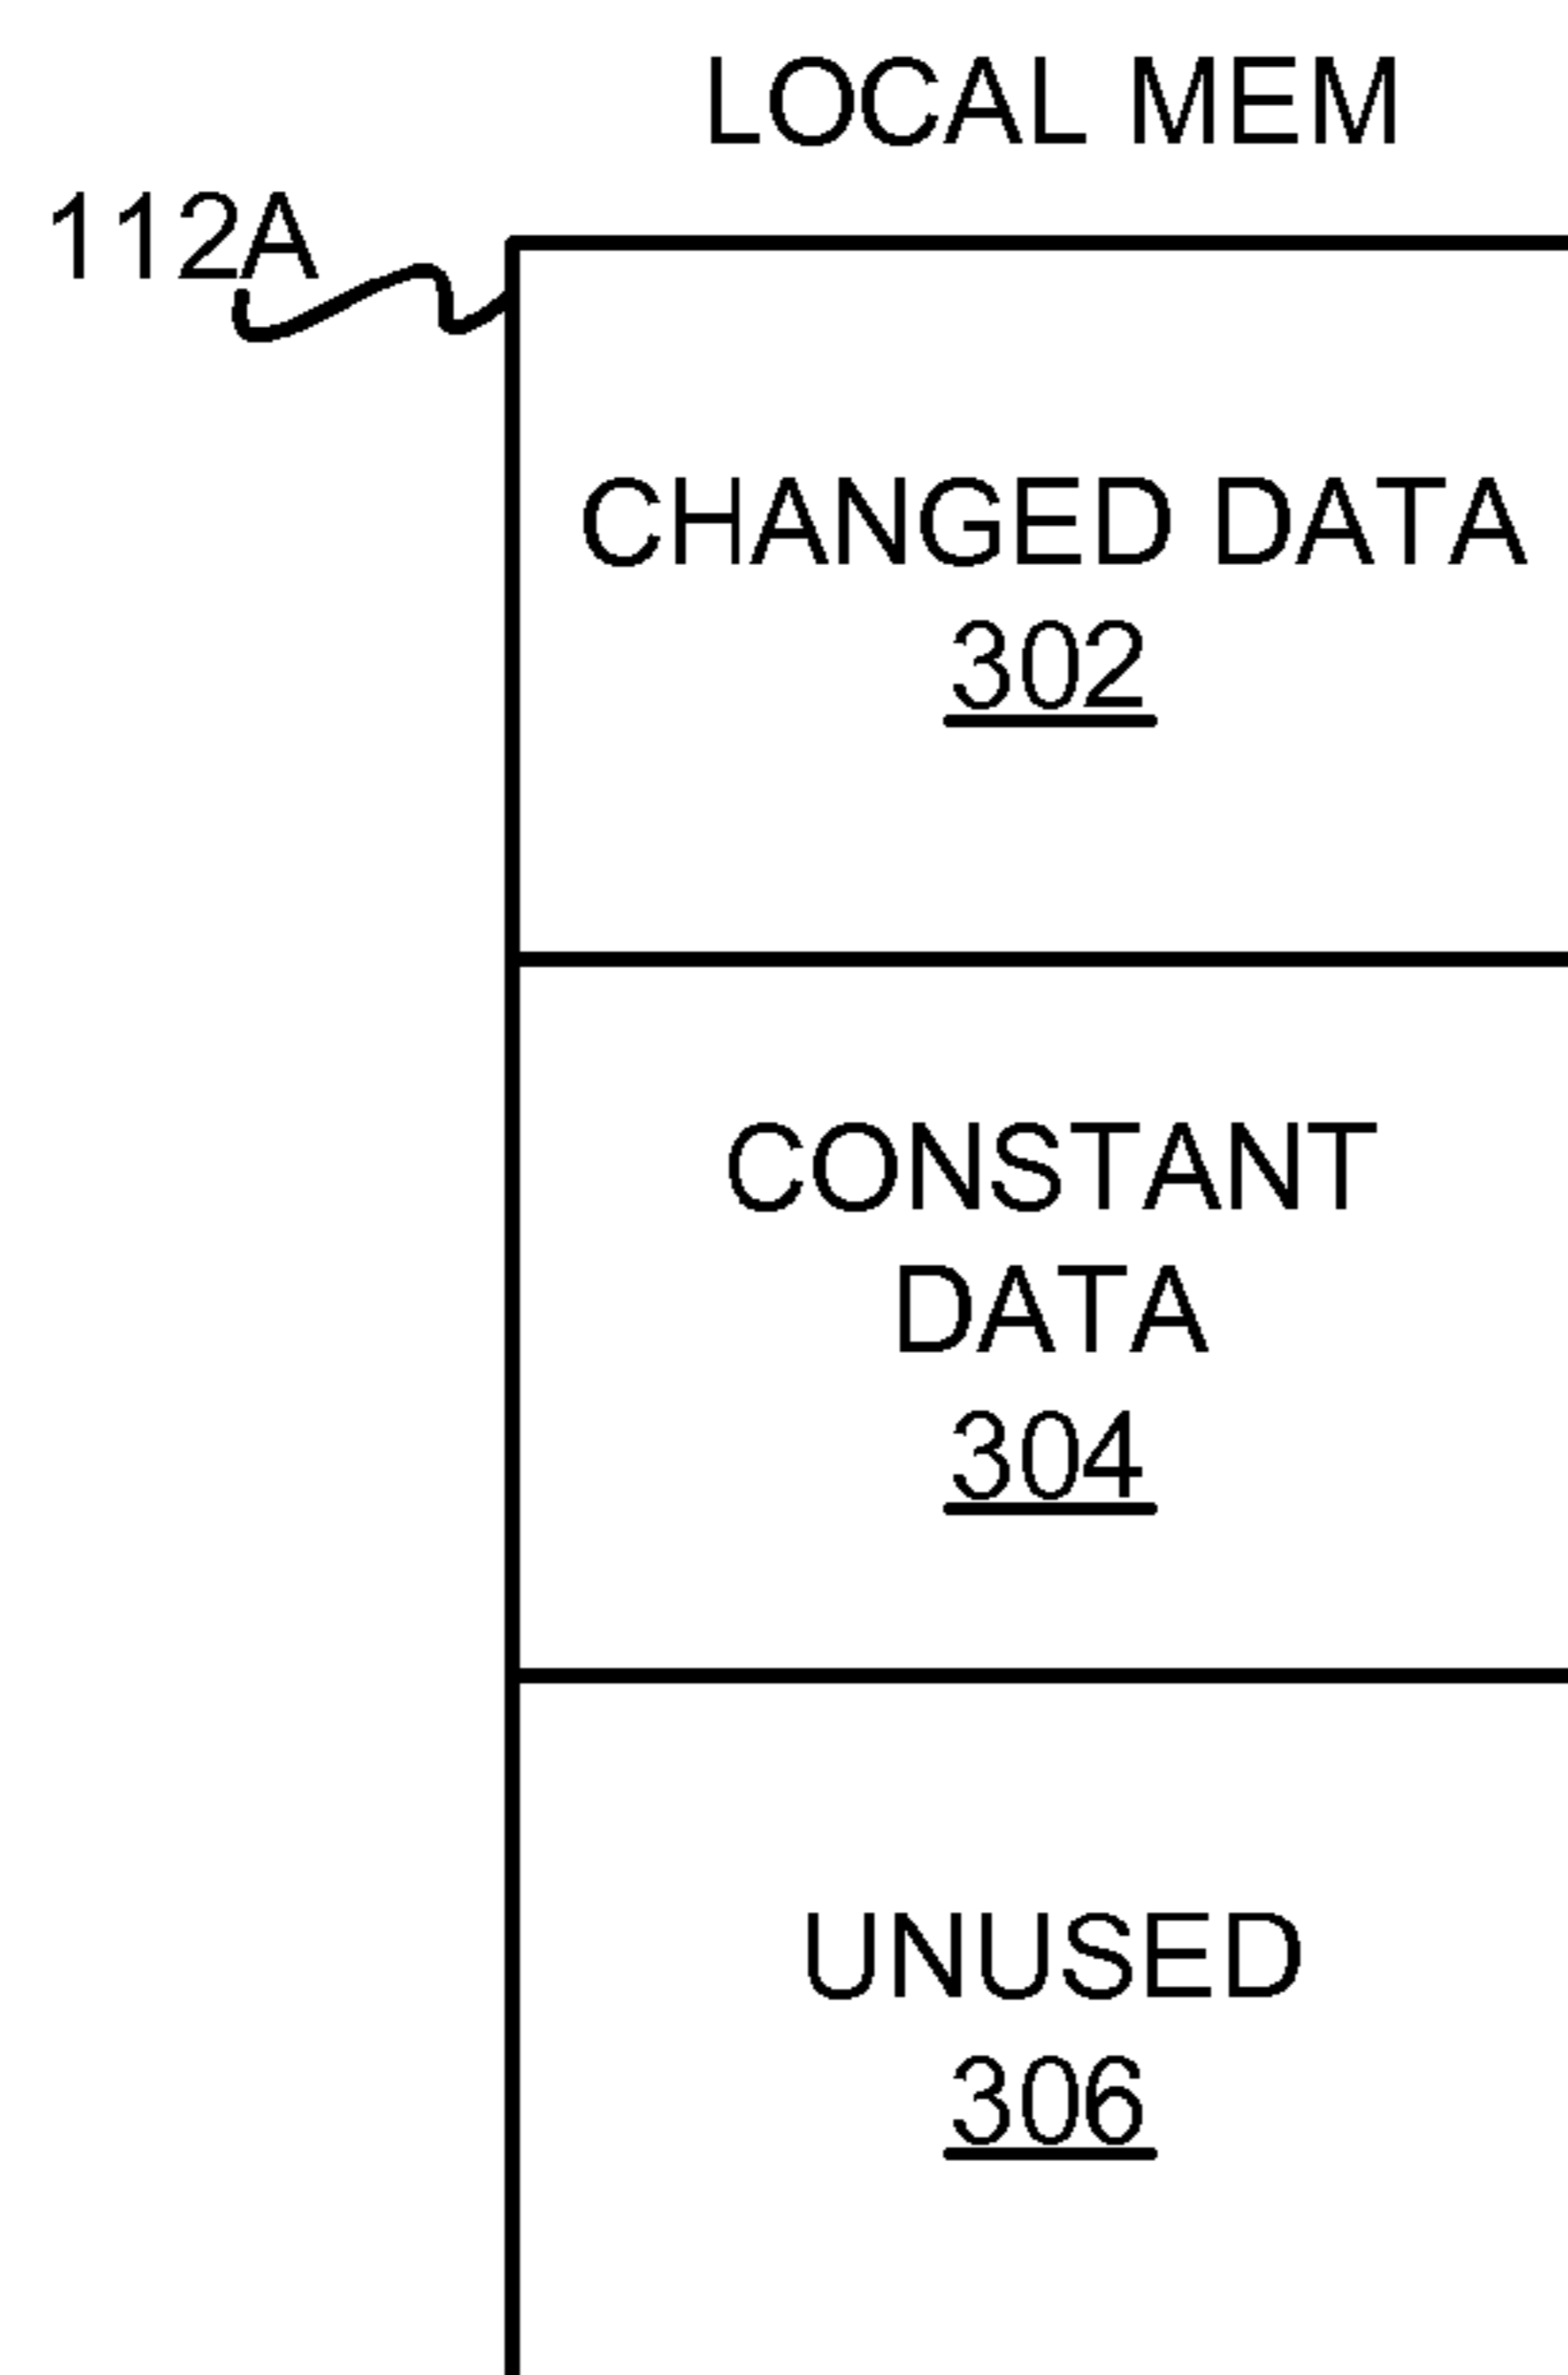 LOCAL MEM
112A
CHANGED DATA
302
CONSTANT
DATA
304
UNUSED
306